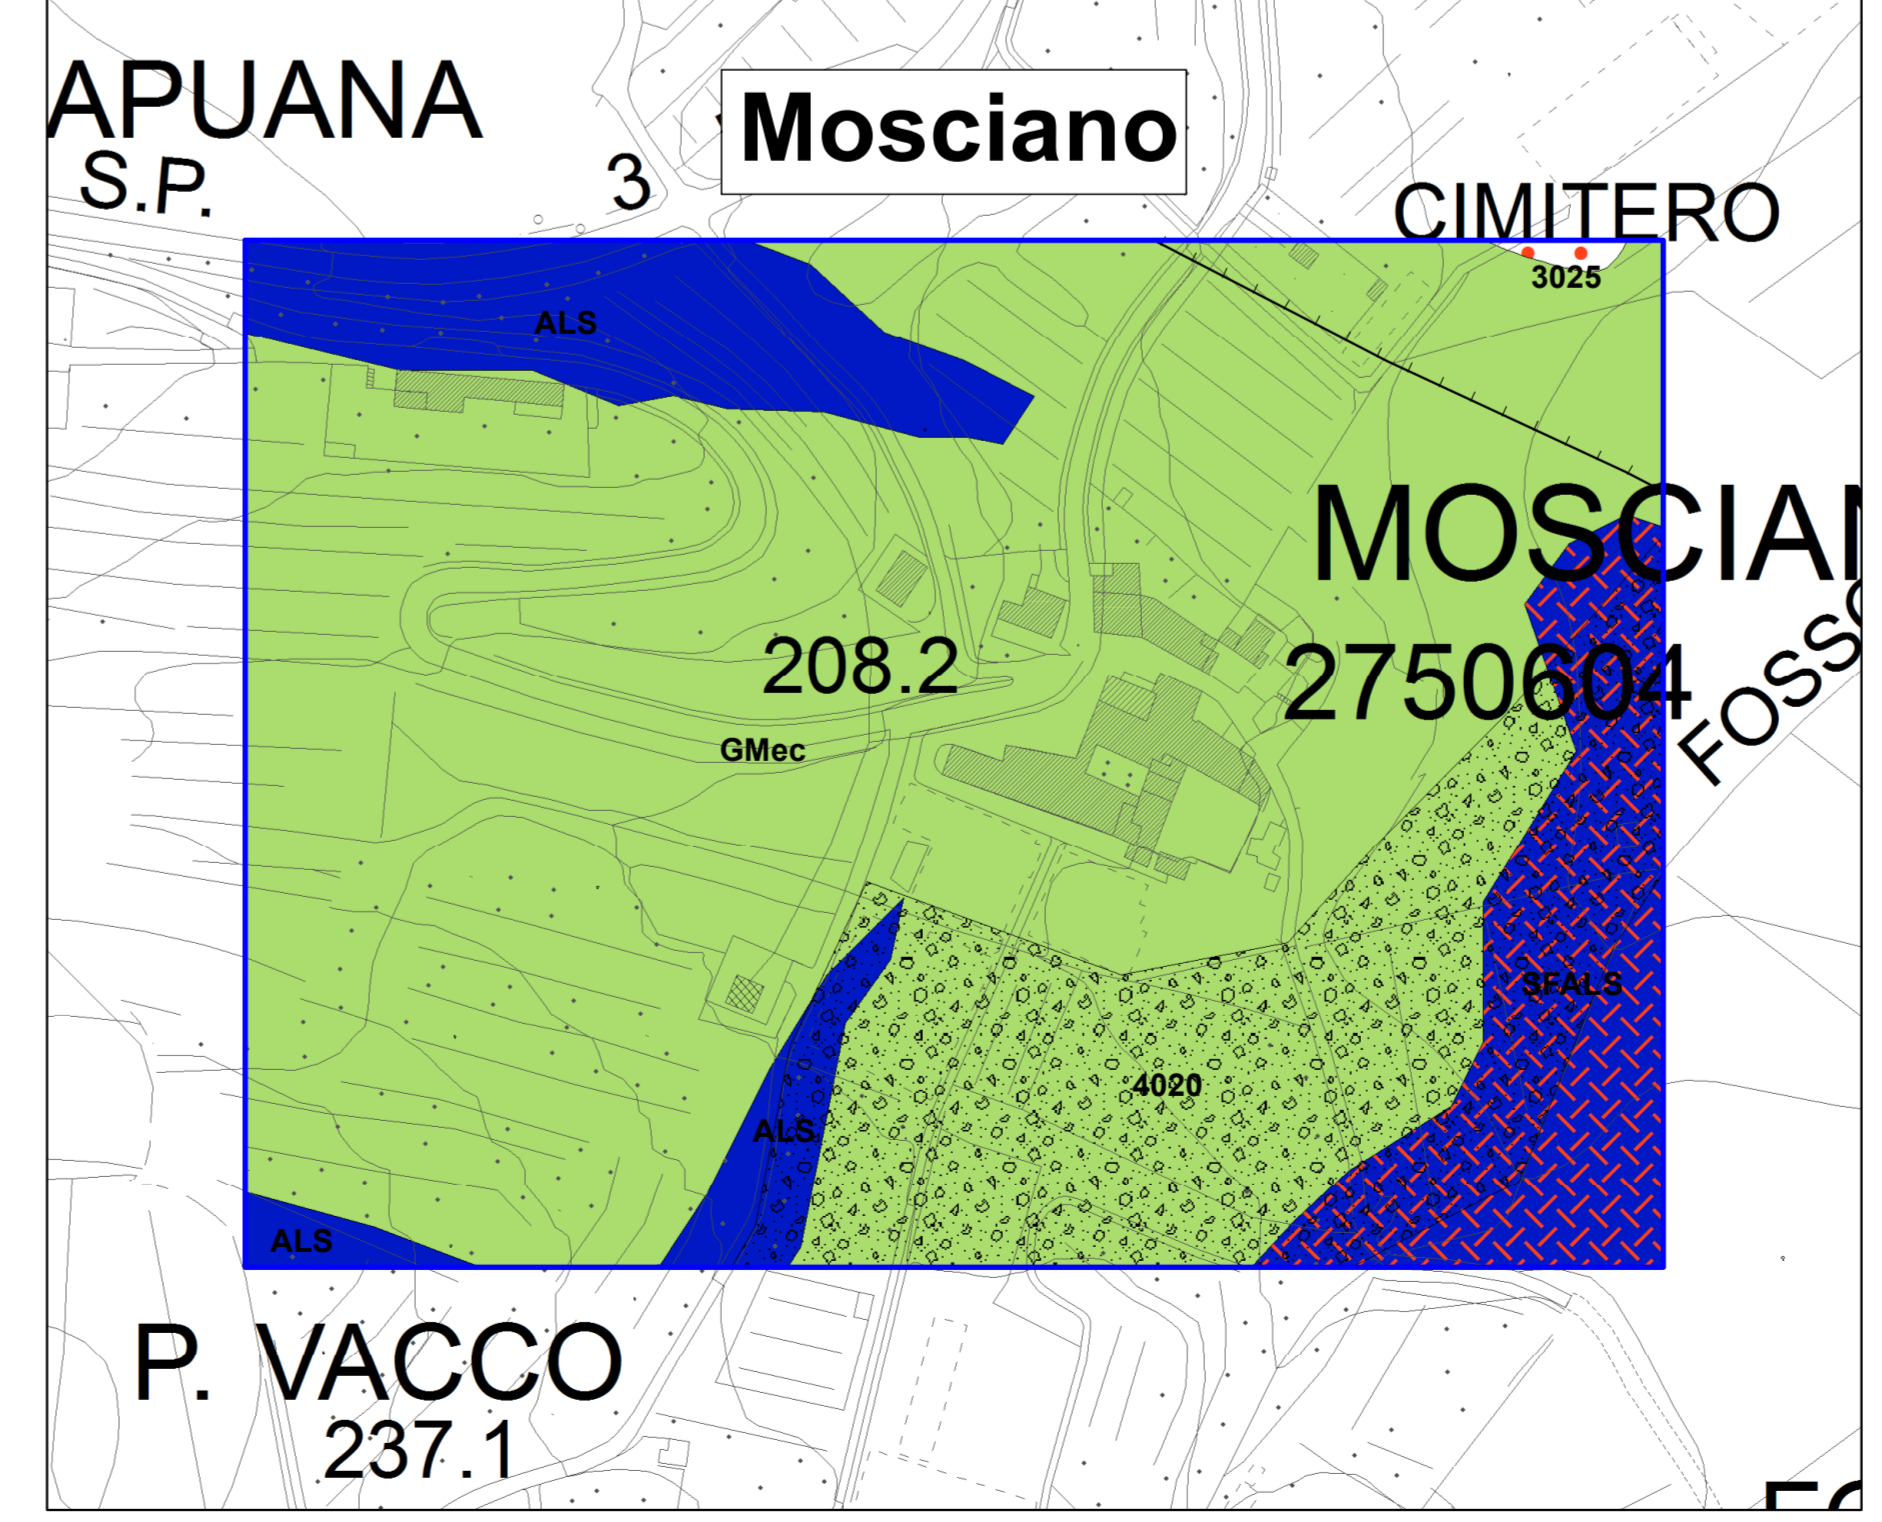 APUANA
S.P.
3
Mosciano
CIMITERO
3025
ALS
MOSCIAN
208.2
2750604
FOSSO
GMec
SFALS
4020
ALS
ALS
P. VACCO
237.1
FO